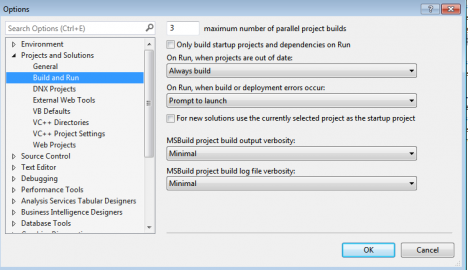 Options
Search Options (Ctrl+E)
Environment
Projects and Solutions
General
Build and Run
DNX Projects
External Web Tools
VB Defaults
VC++ Directories
VC++ Project Settings
Web Projects
Source Control
Text Editor
Debugging
Performance Tools
Analysis Services Tabular Designers
Business Intelligence Designers
Database Tools
3 maximum number of parallel project builds
Only build startup projects and dependencies on Run
On Run, when projects are out of date:
Always build
On Run, when build or deployment errors occur:
Prompt to launch
For new solutions use the currently selected project as the startup project
MSBuild project build output verbosity:
Minimal
MSBuild project build log file verbosity:
Minimal
OK
Cancel